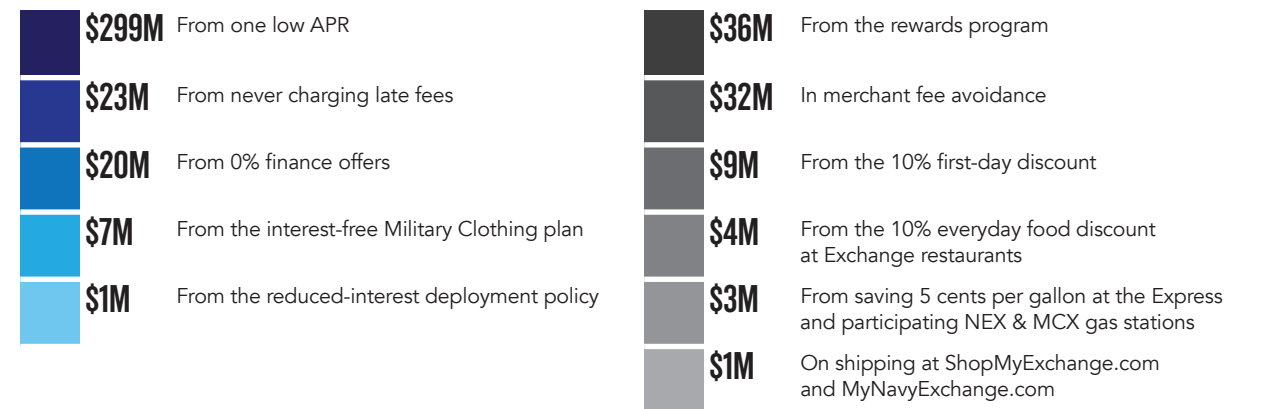 $299M From one low APR
$23M From never charging late fees
$20M From 0% finance offers
$7M From the interest-free Military Clothing plan
$1M From the reduced-interest deployment policy
$36M From the rewards program
$32M In merchant fee avoidance
$9M From the 10% first-day discount
$4M From the 10% everyday food discount
at Exchange restaurants
$3M From saving 5 cents per gallon at the Express
and participating NEX & MCX gas stations
$1M On shipping at ShopMyExchange.com
and MyNavyExchange.com